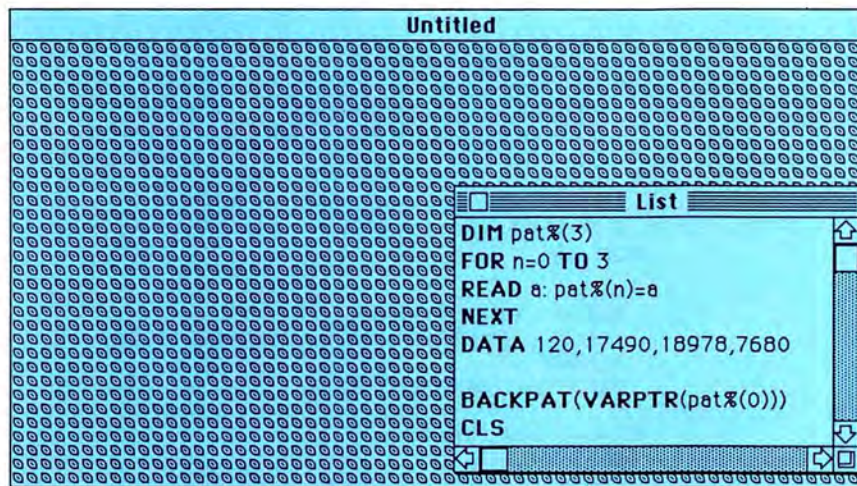 Untitled
List
DIM pat%(3)
FOR n=0 TO 3
READ a: pat%(n)=a
NEXT
DATA 120,17490,18978,7680
BACKPAT(VARPTR(pat%(0)))
CLS